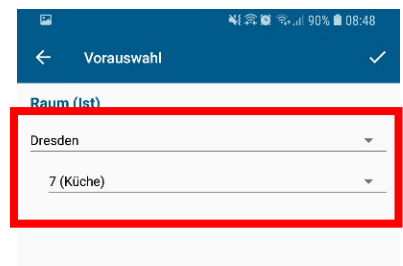 90% 08:48
Vorauswahl
Raum (Ist)
Dresden
7 (Küche)